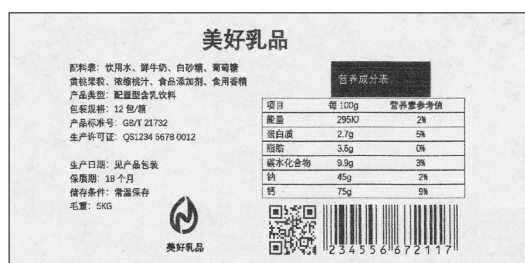 美好乳品
配料表：饮用水、鲜牛奶、白砂糖、葡萄糖
黄桃果粒、浓缩桃汁、食品添加剂、食用香精
产品类型：配置型含乳饮料
包装规格：12 包/箱
产品标准号：GB/T 21732
生产许可证：QS1234 5678 0012
生产日期：见产品包装
保质期：18 个月
储存条件：常温保存
毛重：5KG
美好乳品
营养成分表
项目 每 100g 营养素参考值
能量 295KJ 2%
蛋白质 2.7g 5%
脂肪 3.6g 0%
碳水化合物 9.9g 3%
钠 45g 2%
钙 75g 9%
234556 672117